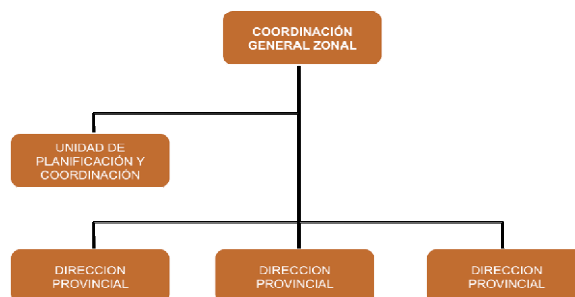 COORDINACIÓN
GENERAL ZONAL
UNIDAD DE
PLANIFICACIÓN Y
COORDINACIÓN
DIRECCION
PROVINCIAL
DIRECCION
PROVINCIAL
DIRECCION
PROVINCIAL